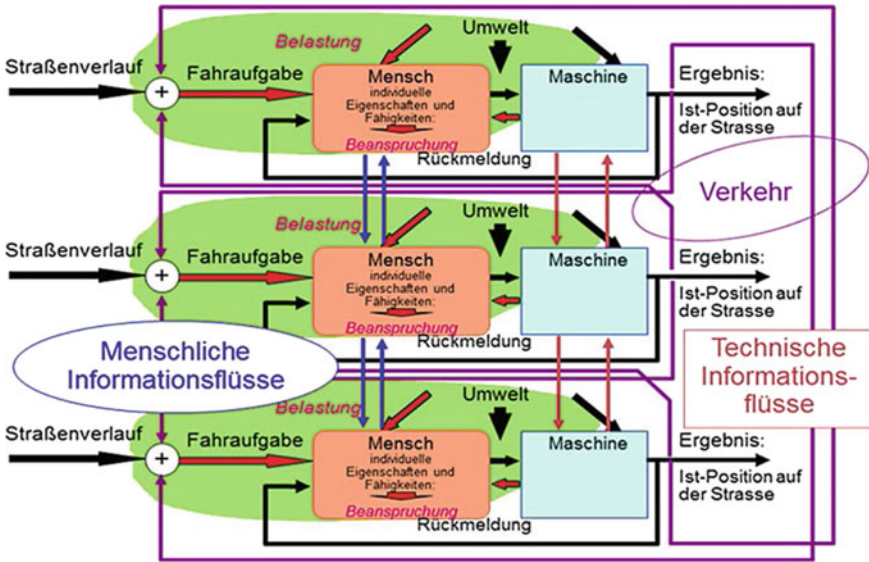 Belastung
Umwelt
Straßenverlauf
Fahraufgabe
+
Mensch
individuelle
Eigenschaften und
Fähigkeiten:
Beanspruchung
Maschine
Rückmeldung
Ergebnis:
Ist-Position auf
der Strasse
Verkehr
Belastung
Umwelt
Straßenverlauf
Fahraufgabe
+
Mensch
individuelle
Eigenschaften und
Fähigkeiten:
Beanspruchung
Maschine
Rückmeldung
Ergebnis:
Ist-Position auf
der Strasse
Menschliche
Informationsflüsse
Technische
Informations-
flüsse
Belastung
Umwelt
Straßenverlauf
Fahraufgabe
+
Mensch
individuelle
Eigenschaften und
Fähigkeiten:
Beanspruchung
Maschine
Rückmeldung
Ergebnis:
Ist-Position auf
der Strasse